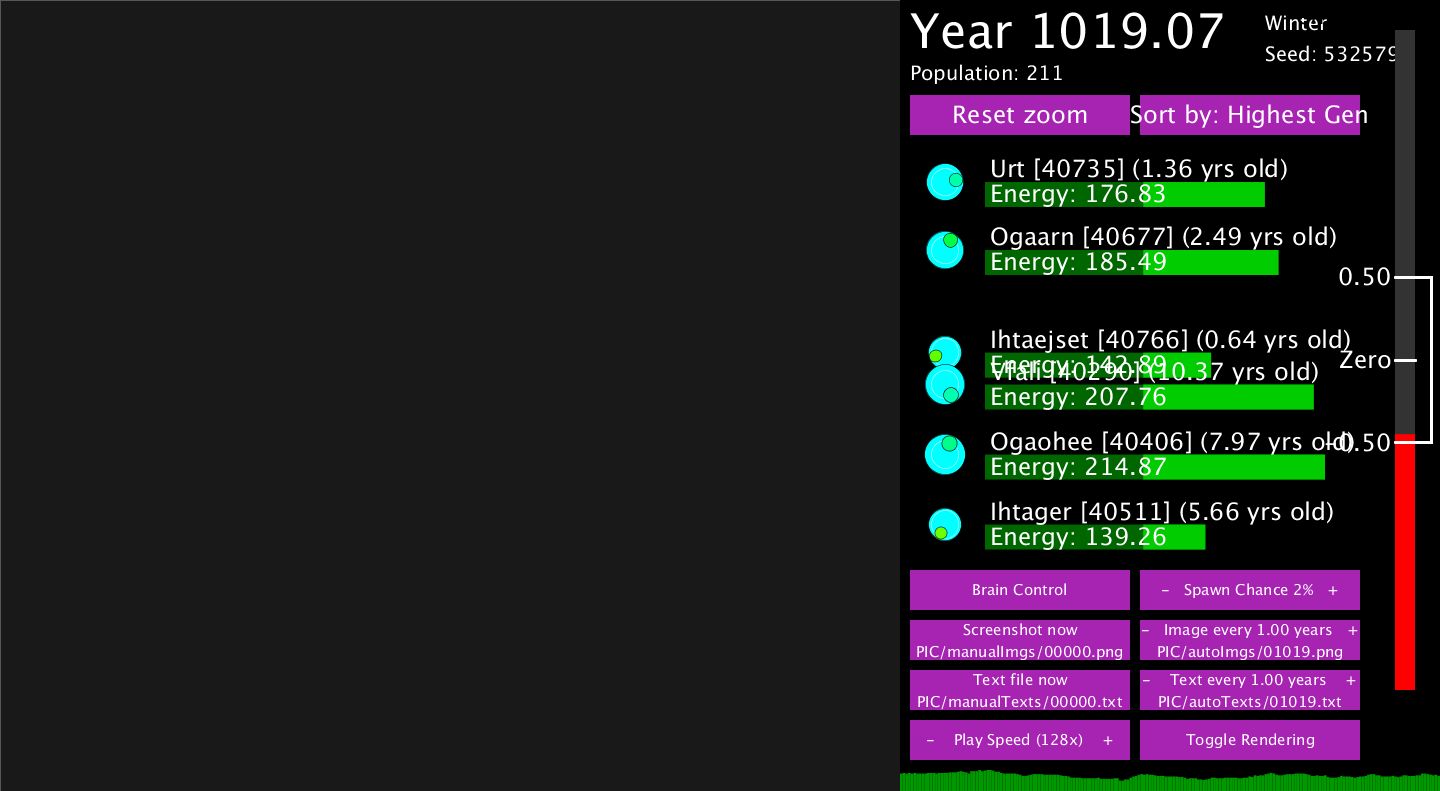 Year 1019.07
Winter
Seed: 532579
Population: 211
Reset zoom
Sort by: Highest Gen
Urt [40735] (1.36 yrs old)
Energy: 176.83
Ogaarn [40677] (2.49 yrs old)
Energy: 185.49
0.50
Ihtaejset [40766] (0.64 yrs old)
Energy: 142.89
Zero
Vfali [40290] (10.37 yrs old)
Energy: 207.76
Ogaohee [40406] (7.97 yrs old)
-0.50
Energy: 214.87
Ihtager [40511] (5.66 yrs old)
Energy: 139.26
Brain Control
- Spawn Chance 2% +
Screenshot now
PIC/manualImgs/00000.png
- Image every 1.00 years +
PIC/autoImgs/01019.png
Text file now
PIC/manualTexts/00000.txt
- Text every 1.00 years +
PIC/autoTexts/01019.txt
- Play Speed (128x) +
Toggle Rendering